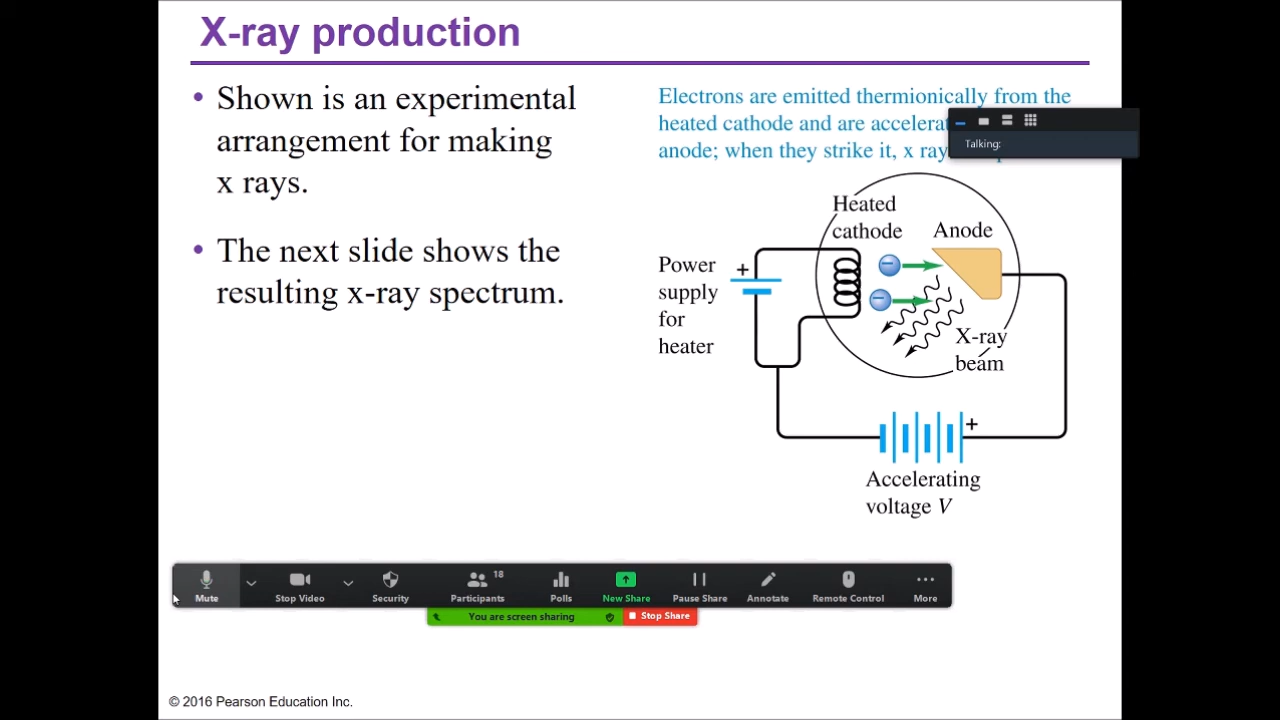 X-ray production
• Shown is an experimental
arrangement for making
x rays.
• The next slide shows the
resulting x-ray spectrum.
Electrons are emitted thermionically from the
heated cathode and are
anode; when they strike it, x
Talking:
Heated
cathode
Anode
Power
supply
for
heater
+
−
−
X-ray
beam
+
Accelerating
voltage V
Mute
Stop Video
Security
18
Participants
Polls
New Share
Pause Share
Annotate
Remote Control
More
You are screen sharing
Stop Share
© 2016 Pearson Education Inc.